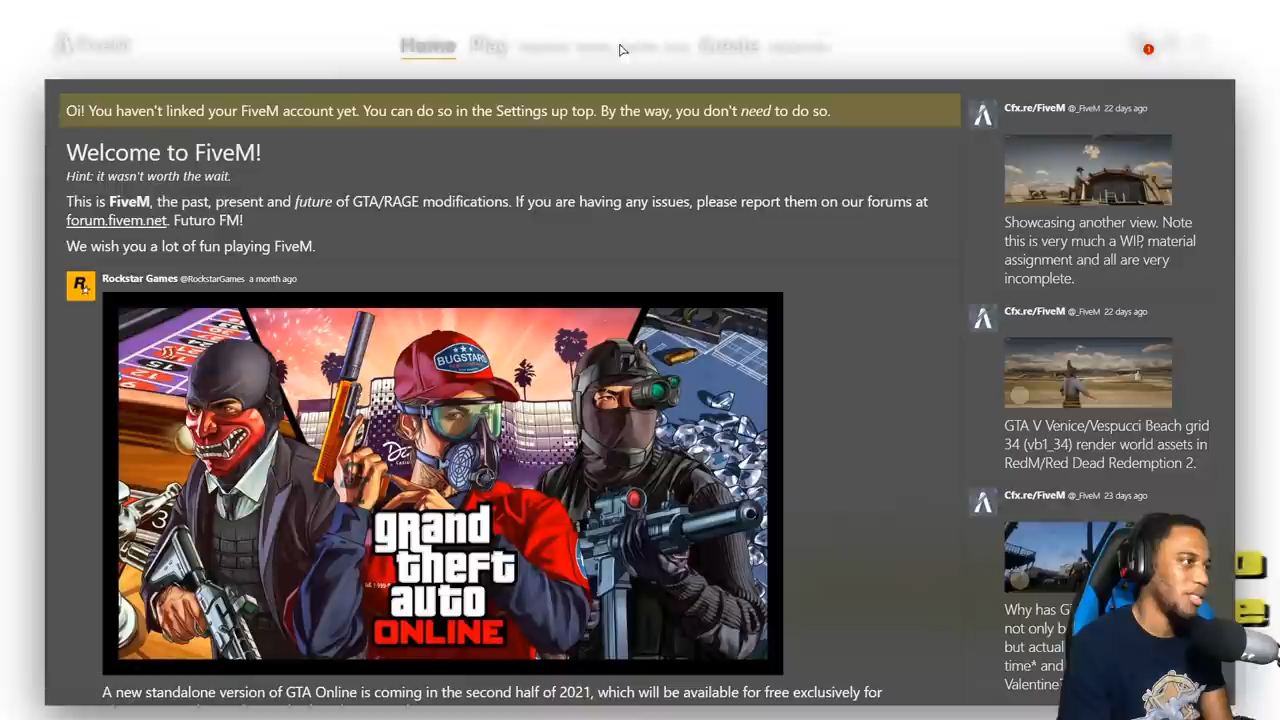 FiveM
Home Play Create
1
Oi! You haven't linked your FiveM account yet. You can do so in the Settings up top. By the way, you don't need to do so.
Welcome to FiveM!
Hint: it wasn't worth the wait.
This is FiveM, the past, present and future of GTA/RAGE modifications. If you are having any issues, please report them on our forums at
forum.fivem.net. Futuro FM!
We wish you a lot of fun playing FiveM.
Rockstar Games @RockstarGames a month ago
BUGSTARS
grand
theft
auto
ONLINE
A new standalone version of GTA Online is coming in the second half of 2021, which will be available for free exclusively for
Cfx.re/FiveM @_FiveM 22 days ago
Showcasing another view. Note
this is very much a WIP, material
assignment and all are very
incomplete.
Cfx.re/FiveM @_FiveM 22 days ago
GTA V Venice/Vespucci Beach grid
34 (vb1_34) render world assets in
RedM/Red Dead Redemption 2.
Cfx.re/FiveM @_FiveM 23 days ago
Why has G
not only b
but actual
time* and
Valentine